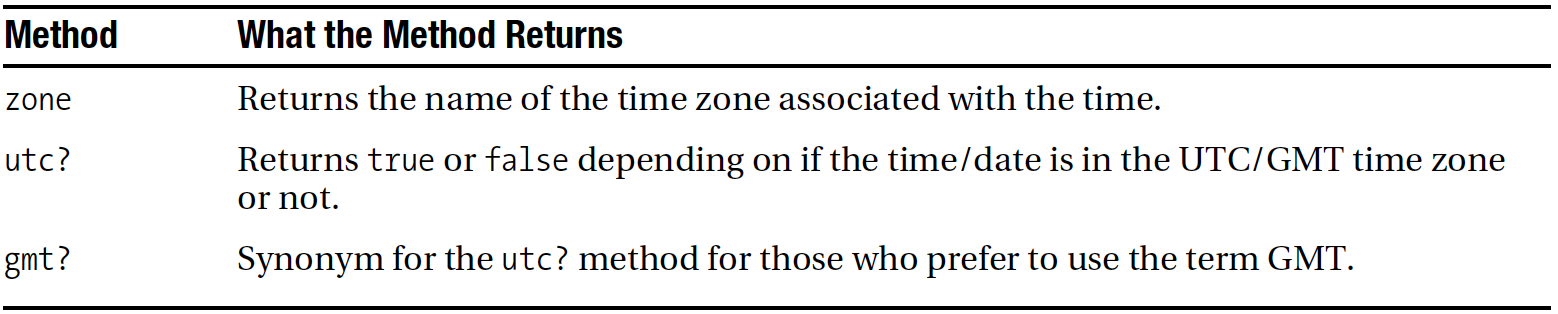 Method What the Method Returns
zone Returns the name of the time zone associated with the time.
utc? Returns true or false depending on if the time/date is in the UTC/GMT time zone
or not.
gmt? Synonym for the utc? method for those who prefer to use the term GMT.